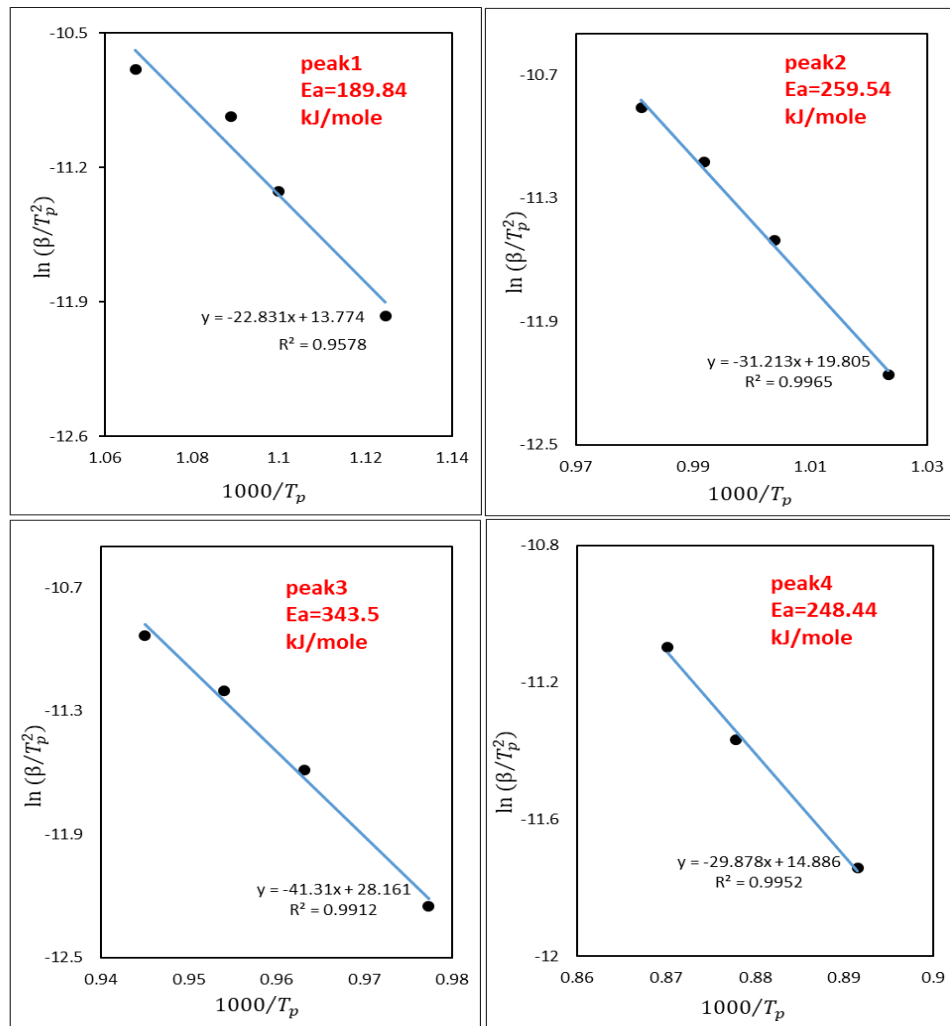 -10.5
-11.2
-11.9
-12.6
ln (β/T_p^2)
peak1
Ea=189.84
kJ/mole
y = -22.831x + 13.774
R² = 0.9578
1.06
1.08
1.1
1.12
1.14
1000/T_p
-10.7
-11.3
-11.9
-12.5
ln (β/T_p^2)
peak2
Ea=259.54
kJ/mole
y = -31.213x + 19.805
R² = 0.9965
0.97
0.99
1.01
1.03
1000/T_p
-10.7
-11.3
-11.9
-12.5
ln (β/T_p^2)
peak3
Ea=343.5
kJ/mole
y = -41.31x + 28.161
R² = 0.9912
0.94
0.95
0.96
0.97
0.98
1000/T_p
-10.8
-11.2
-11.6
-12
ln (β/T_p^2)
peak4
Ea=248.44
kJ/mole
y = -29.878x + 14.886
R² = 0.9952
0.86
0.87
0.88
0.89
0.9
1000/T_p